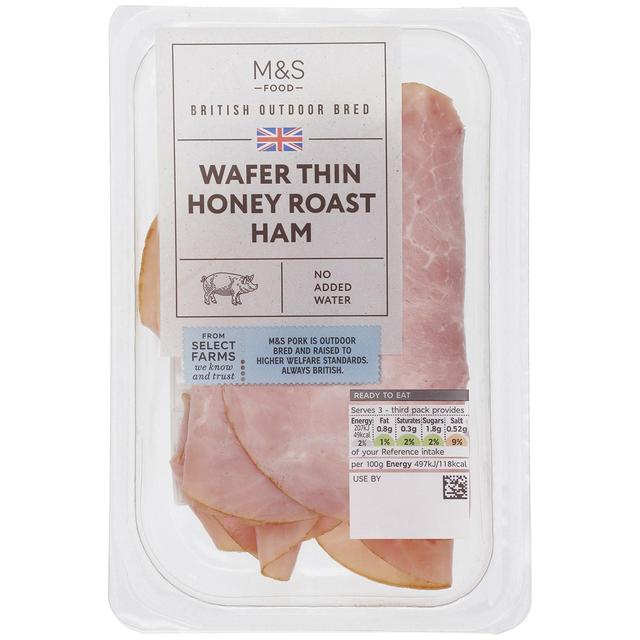 M&S
—FOOD—
BRITISH OUTDOOR BRED
WAFER THIN
HONEY ROAST
HAM
NO
ADDED
WATER
FROM
SELECT
FARMS
we know
and trust
M&S PORK IS OUTDOOR
BRED AND RAISED TO
HIGHER WELFARE STANDARDS.
ALWAYS BRITISH.
READY TO EAT
Serves 3 - third pack provides
Energy Fat Saturates Sugars Salt
207kJ 0.8g 0.3g 1.8g 0.52g
49kcal
2% 1% 2% 2% 9%
of your Reference intake
per 100g Energy 497kJ/118kcal
USE BY